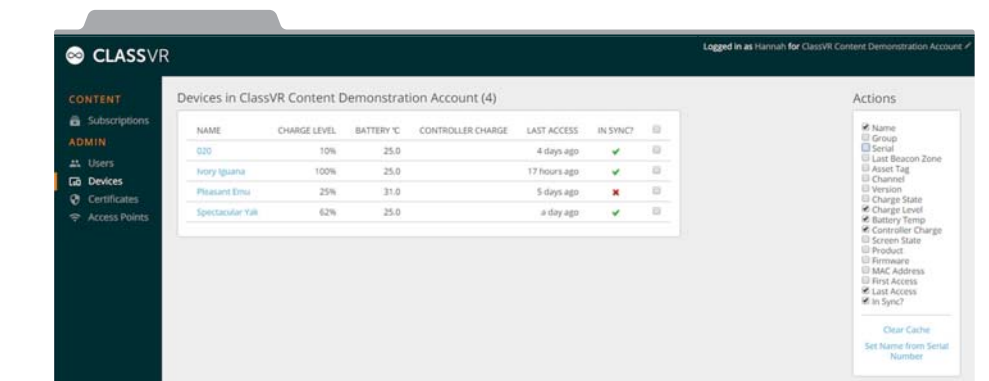 CLASSVR
Logged in as Hannah for ClassVR Content Demonstration Account
CONTENT
Subscriptions
ADMIN
Users
Devices
Certificates
Access Points
Devices in ClassVR Content Demonstration Account (4)
NAME CHARGE LEVEL BATTERY °C CONTROLLER CHARGE LAST ACCESS IN SYNC?
020 10% 25.0 4 days ago
Ivory Iguana 100% 25.0 17 hours ago
Pleasant Emu 25% 31.0 5 days ago
Spectacular Yak 62% 25.0 a day ago
Actions
Name
Group
Serial
Last Beacon Zone
Asset Tag
Channel
Version
Charge State
Charge Level
Battery Temp
Controller Charge
Screen State
Product
Firmware
MAC Address
First Access
Last Access
In Sync?
Clear Cache
Set Name from Serial
Number